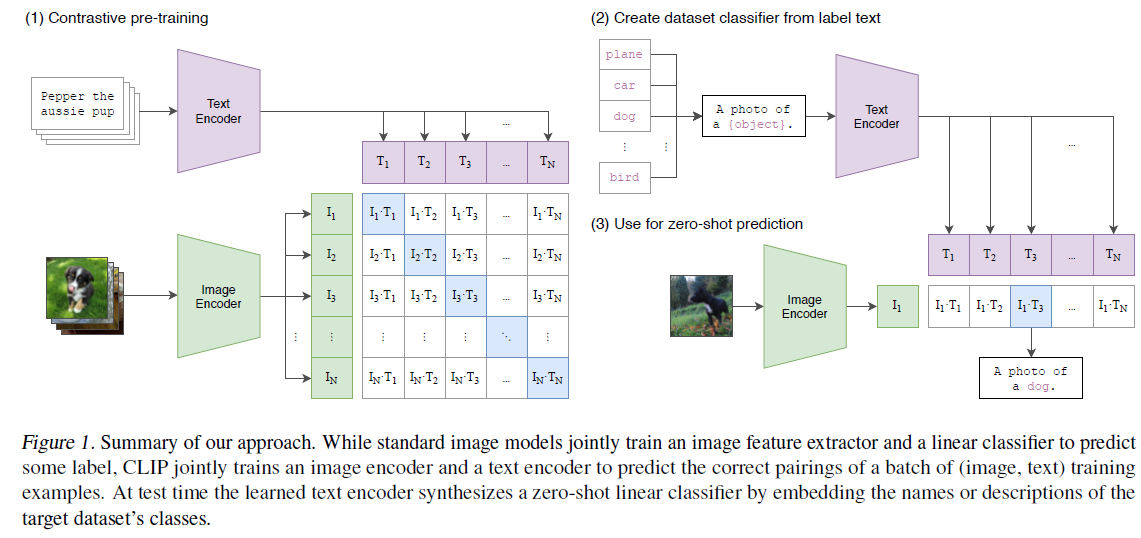 (1) Contrastive pre-training
Pepper the
aussie pup
Text
Encoder
...
T1 T2 T3 ... TN
I1 I1·T1 I1·T2 I1·T3 ... I1·TN
I2 I2·T1 I2·T2 I2·T3 ... I2·TN
Image
Encoder
I3 I3·T1 I3·T2 I3·T3 ... I3·TN
⋮ ⋮ ⋮ ⋮ ⋮ ⋱ ⋮
IN IN·T1 IN·T2 IN·T3 ... IN·TN
(2) Create dataset classifier from label text
plane
car
dog
⋮ ⋮
bird
A photo of
a {object}.
Text
Encoder
...
(3) Use for zero-shot prediction
T1 T2 T3 ... TN
Image
Encoder
I1 I1·T1 I1·T2 I1·T3 ... I1·TN
A photo of
a dog.
Figure 1. Summary of our approach. While standard image models jointly train an image feature extractor and a linear classifier to predict
some label, CLIP jointly trains an image encoder and a text encoder to predict the correct pairings of a batch of (image, text) training
examples. At test time the learned text encoder synthesizes a zero-shot linear classifier by embedding the names or descriptions of the
target dataset's classes.